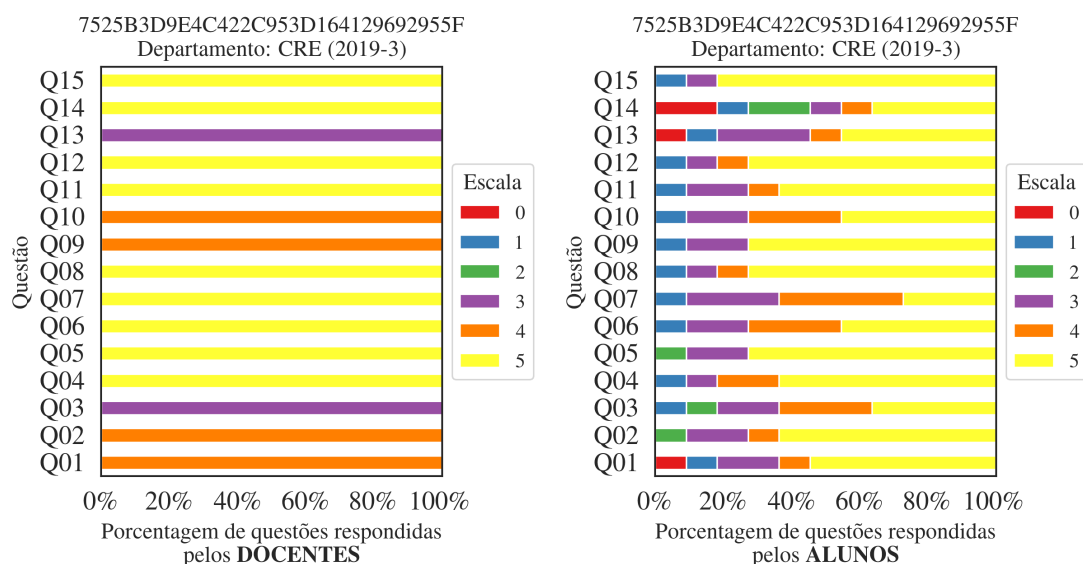 7525B3D9E4C422C953D164129692955F
Departamento: CRE (2019-3)
Questão
Q15
Q14
Q13
Q12
Q11
Q10
Q09
Q08
Q07
Q06
Q05
Q04
Q03
Q02
Q01
0%
20%
40%
60%
80%
100%
Porcentagem de questões respondidas
pelos DOCENTES
Escala
0
1
2
3
4
5
7525B3D9E4C422C953D164129692955F
Departamento: CRE (2019-3)
Questão
Q15
Q14
Q13
Q12
Q11
Q10
Q09
Q08
Q07
Q06
Q05
Q04
Q03
Q02
Q01
0%
20%
40%
60%
80%
100%
Porcentagem de questões respondidas
pelos ALUNOS
Escala
0
1
2
3
4
5